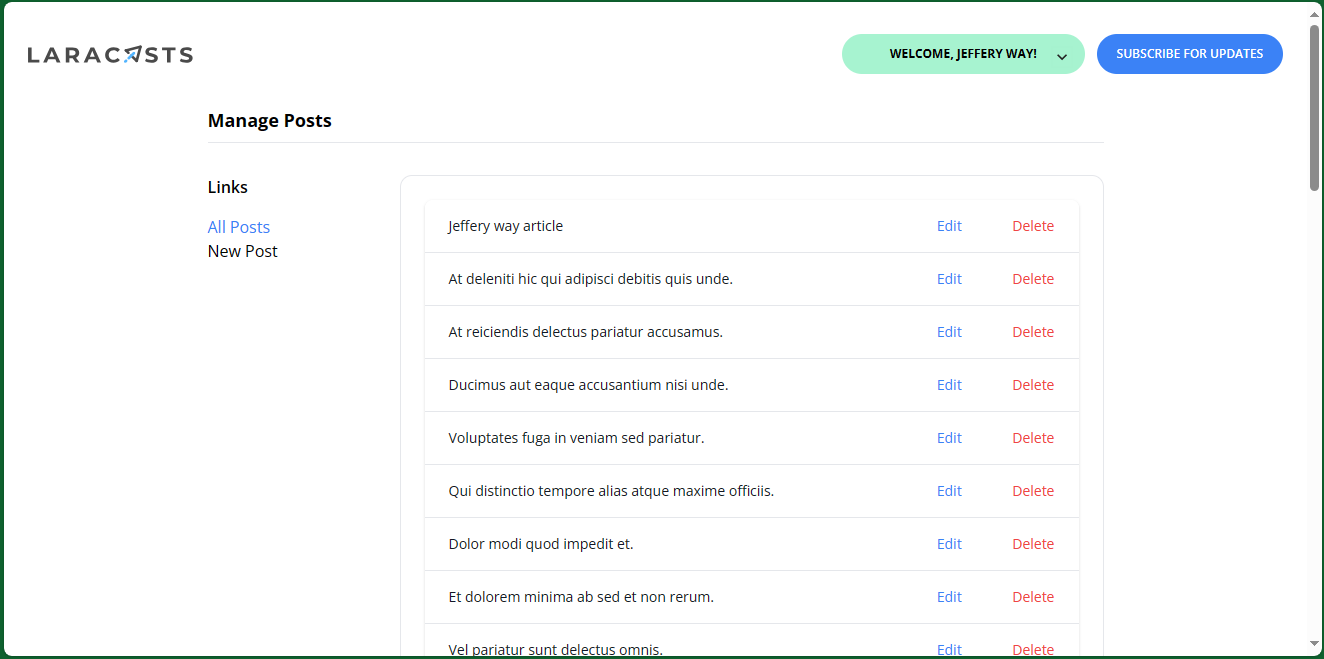 LARACASTS
WELCOME, JEFFERY WAY!
SUBSCRIBE FOR UPDATES
Manage Posts
Links
All Posts
New Post
Jeffery way article Edit Delete
At deleniti hic qui adipisci debitis quis unde. Edit Delete
At reiciendis delectus pariatur accusamus. Edit Delete
Ducimus aut eaque accusantium nisi unde. Edit Delete
Voluptates fuga in veniam sed pariatur. Edit Delete
Qui distinctio tempore alias atque maxime officiis. Edit Delete
Dolor modi quod impedit et. Edit Delete
Et dolorem minima ab sed et non rerum. Edit Delete
Vel pariatur sunt delectus omnis. Edit Delete